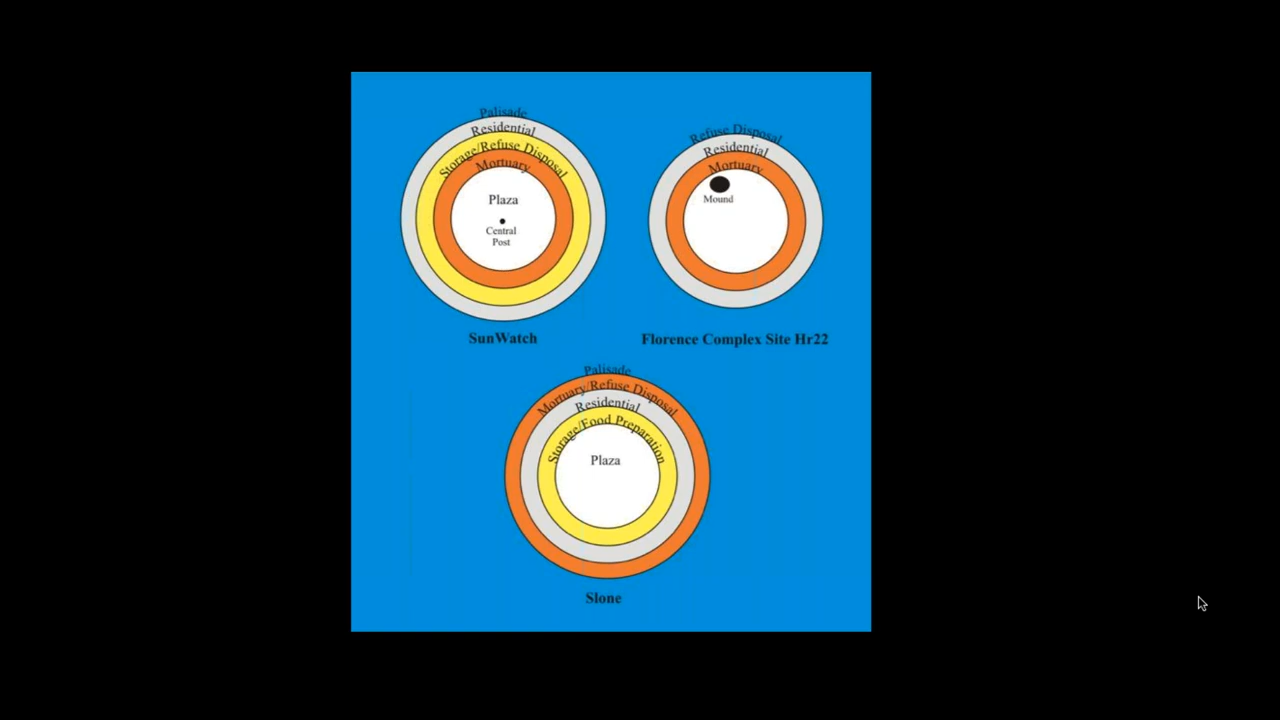 Palisade
Residential
Storage/Refuse Disposal
Mortuary
Plaza
Central
Post
SunWatch
Refuse Disposal
Residential
Mortuary
Mound
Florence Complex Site Hr22
Palisade
Mortuary/Refuse Disposal
Residential
Storage/Food Preparation
Plaza
Slone